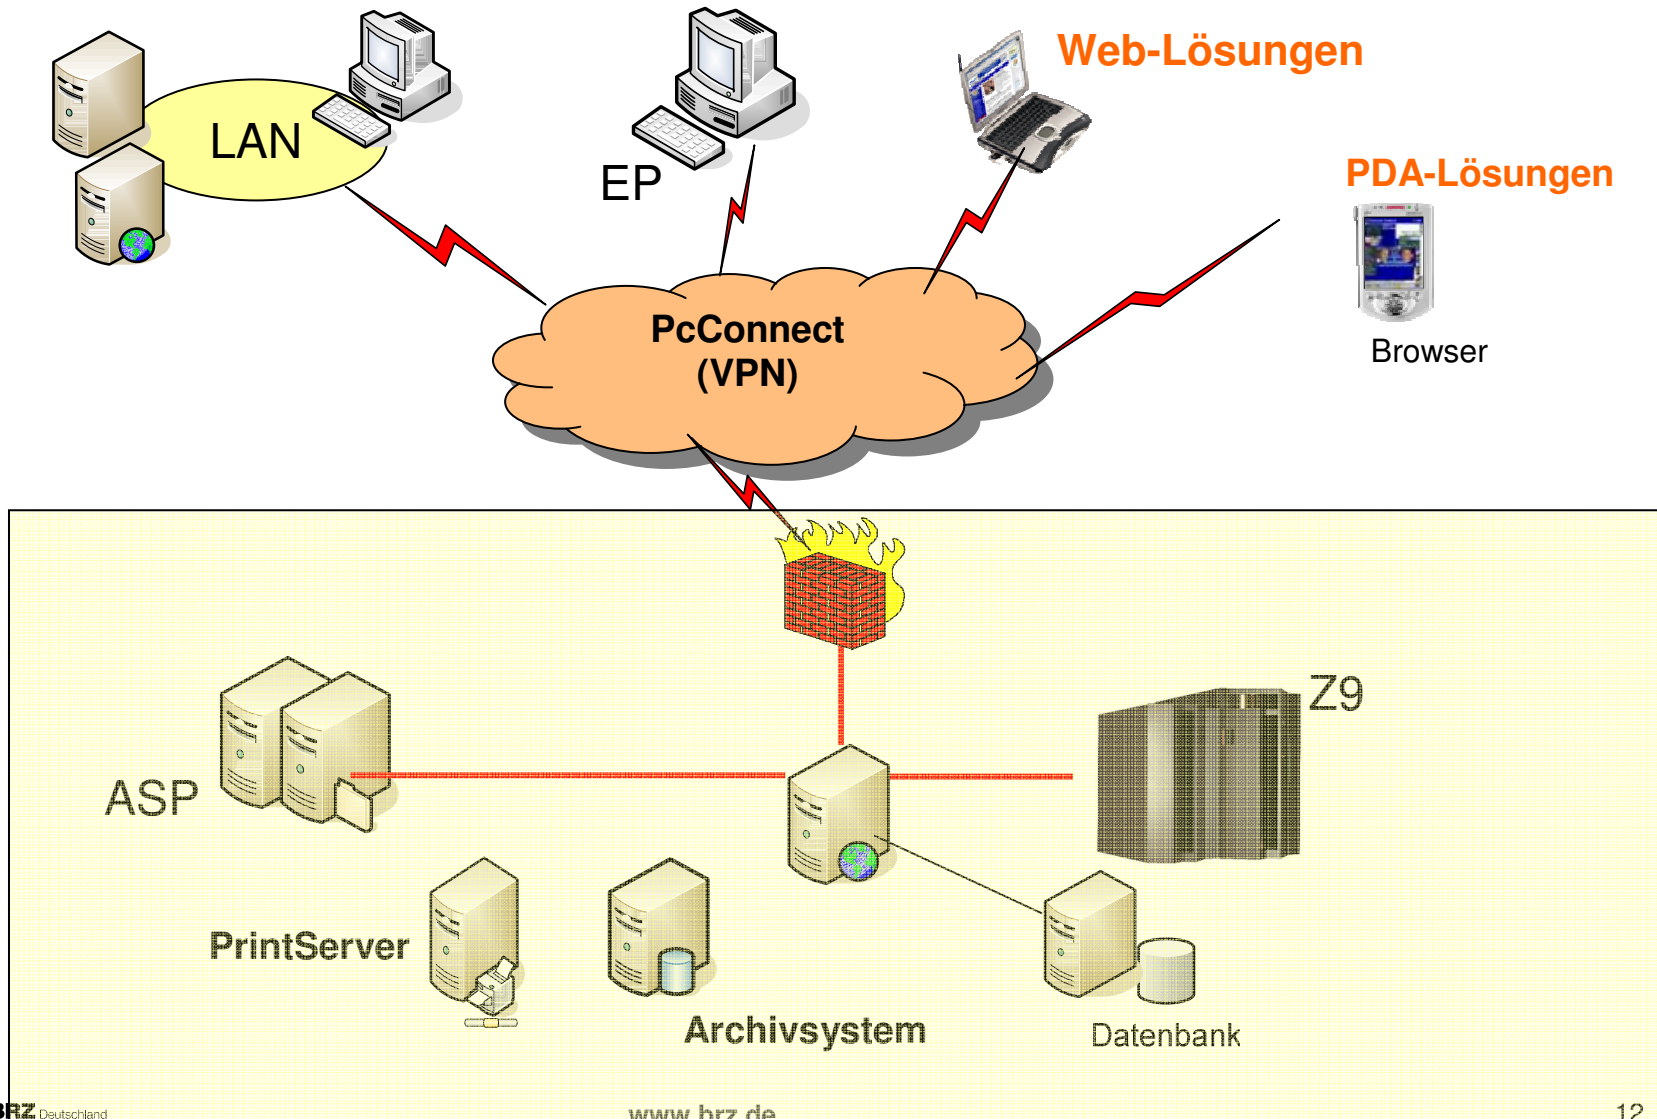 Web-Lösungen
LAN
EP
PDA-Lösungen
PcConnect
(VPN)
Browser
Z9
ASP
PrintServer
Archivsystem
Datenbank
BRZ Deutschland
www.brz.de
12